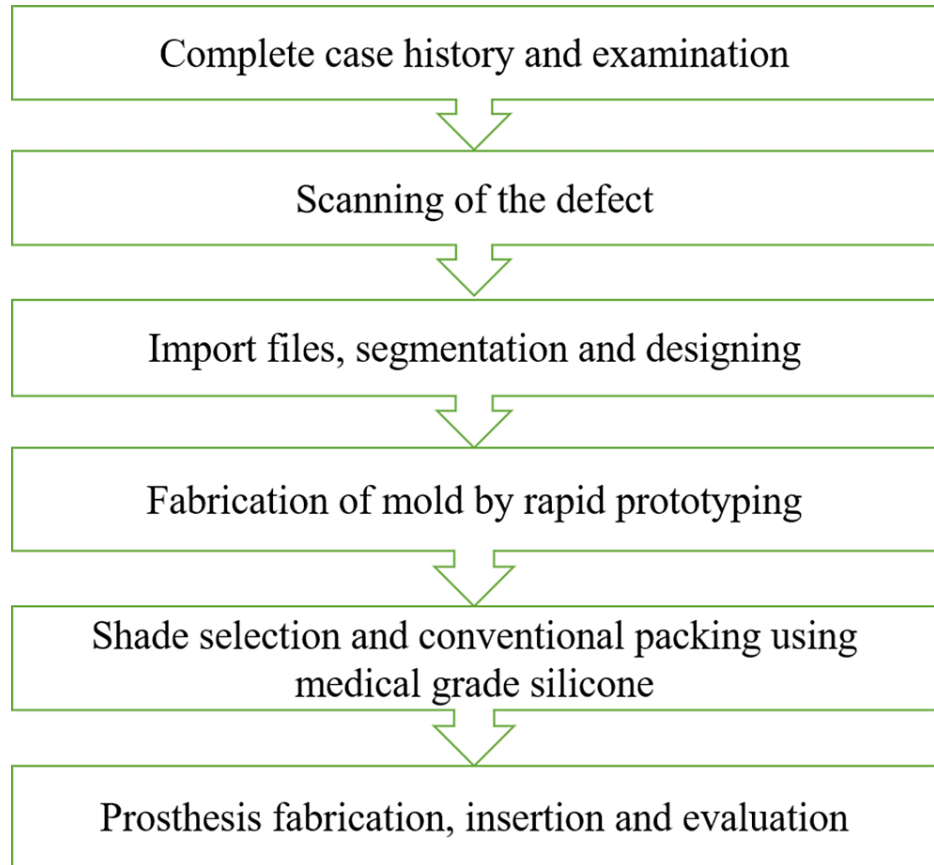 Complete case history and examination
Scanning of the defect
Import files, segmentation and designing
Fabrication of mold by rapid prototyping
Shade selection and conventional packing using
medical grade silicone
Prosthesis fabrication, insertion and evaluation